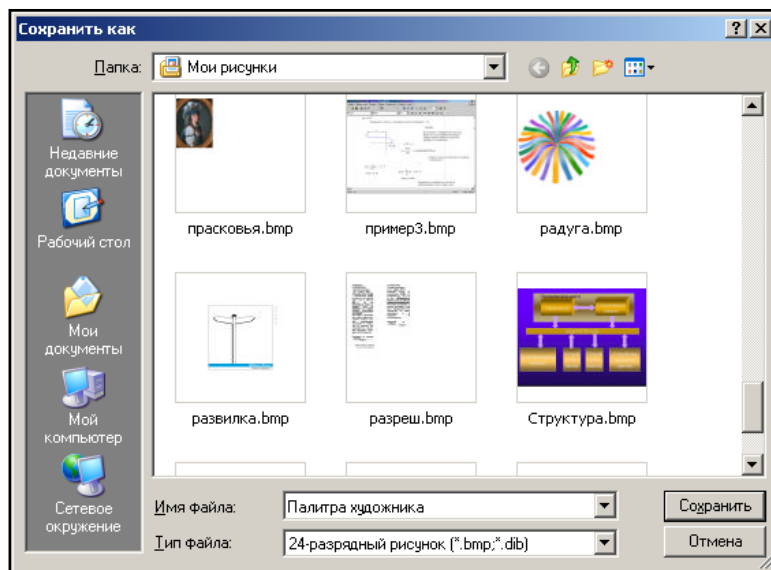 Сохранить как
Папка:
Мои рисунки
Недавние
документы
Рабочий стол
Мои
документы
Мой
компьютер
Сетевое
окружение
прасковья.bmp
пример3.bmp
радуга.bmp
развилка.bmp
разреш.bmp
Структура.bmp
Имя файла:
Палитра художника
Сохранить
Тип файла:
24-разрядный рисунок (*.bmp;*.dib)
Отмена